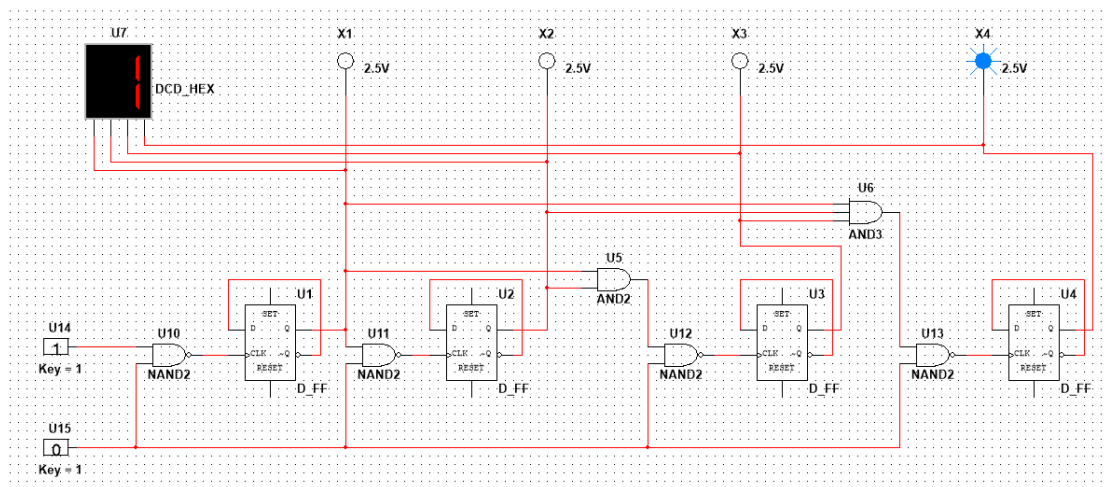 U7
X1
X2
X3
X4
2.5V
2.5V
2.5V
2.5V
1
DCD_HEX
U6
AND3
U5
AND2
U1
U2
U3
U4
SET
D Q
CLK ~Q
RESET
D_FF
SET
D Q
CLK ~Q
RESET
D_FF
SET
D Q
CLK ~Q
RESET
D_FF
SET
D Q
CLK ~Q
RESET
D_FF
U14
1
Key = 1
U10
NAND2
U11
NAND2
U12
NAND2
U13
NAND2
U15
0
Key = 1